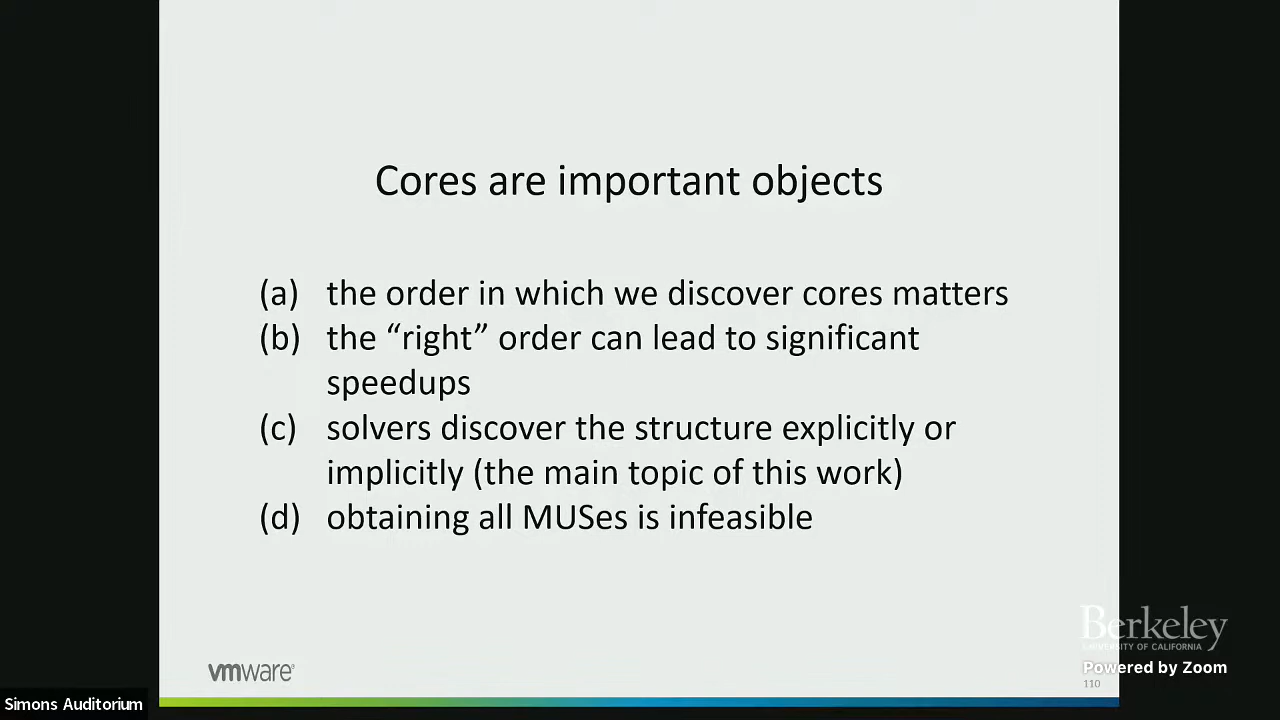 Cores are important objects
(a) the order in which we discover cores matters
(b) the “right” order can lead to significant
speedups
(c) solvers discover the structure explicitly or
implicitly (the main topic of this work)
(d) obtaining all MUSes is infeasible
Berkeley
UNIVERSITY OF CALIFORNIA
Powered by Zoom
vmware
110
Simons Auditorium